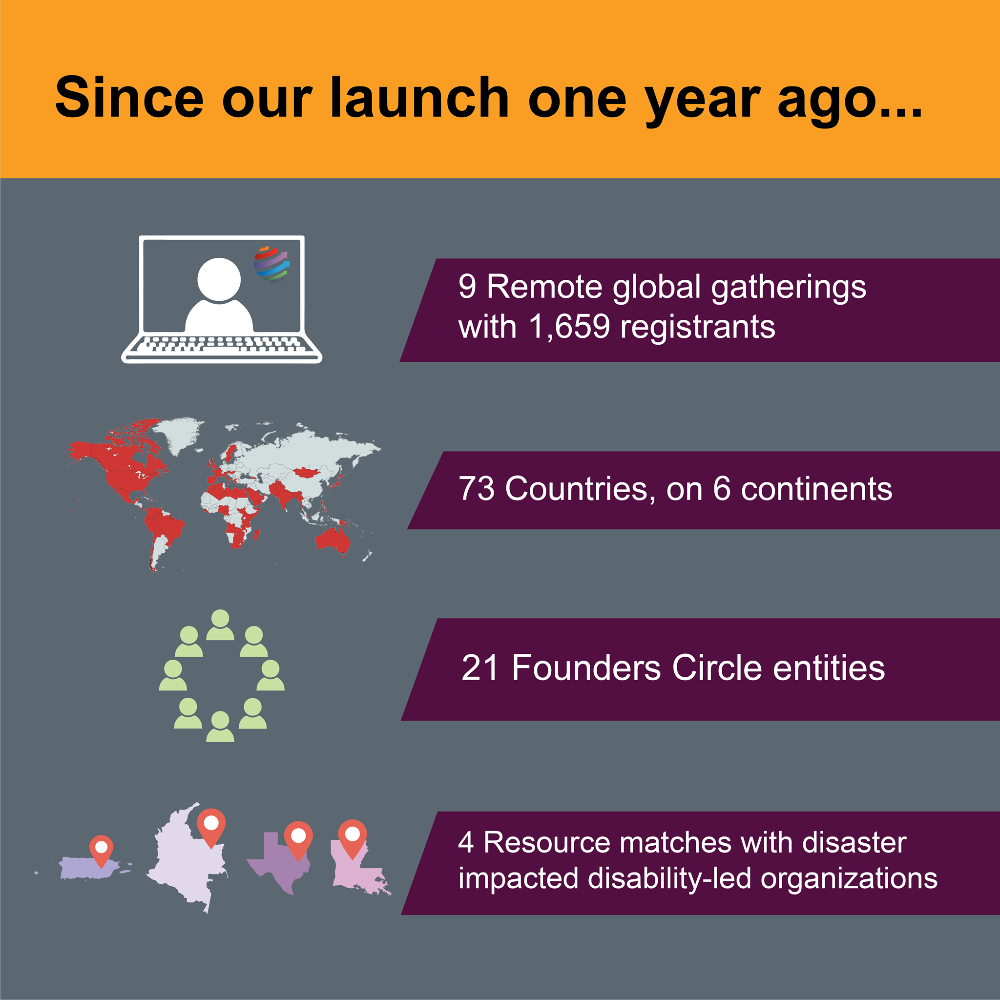 Since our launch one year ago...
9 Remote global gatherings
with 1,659 registrants
73 Countries, on 6 continents
21 Founders Circle entities
4 Resource matches with disaster
impacted disability-led organizations